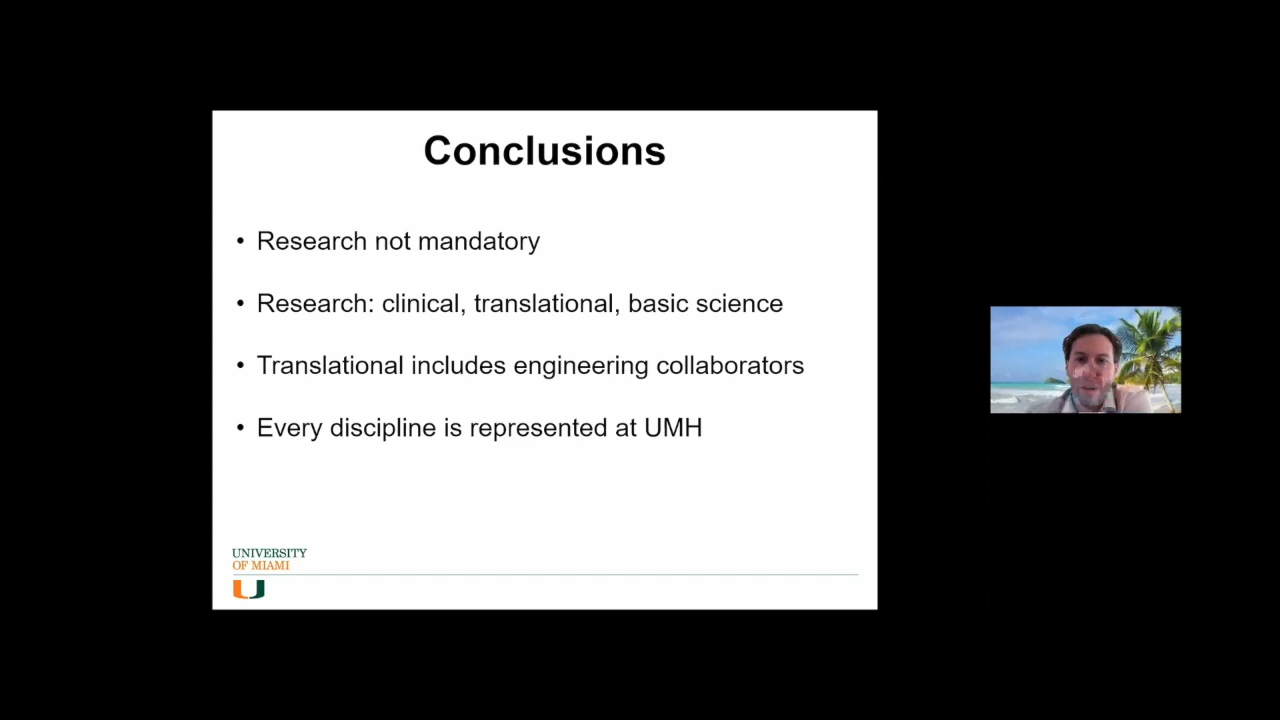 Conclusions
• Research not mandatory
• Research: clinical, translational, basic science
• Translational includes engineering collaborators
• Every discipline is represented at UMH
UNIVERSITY
OF MIAMI
U